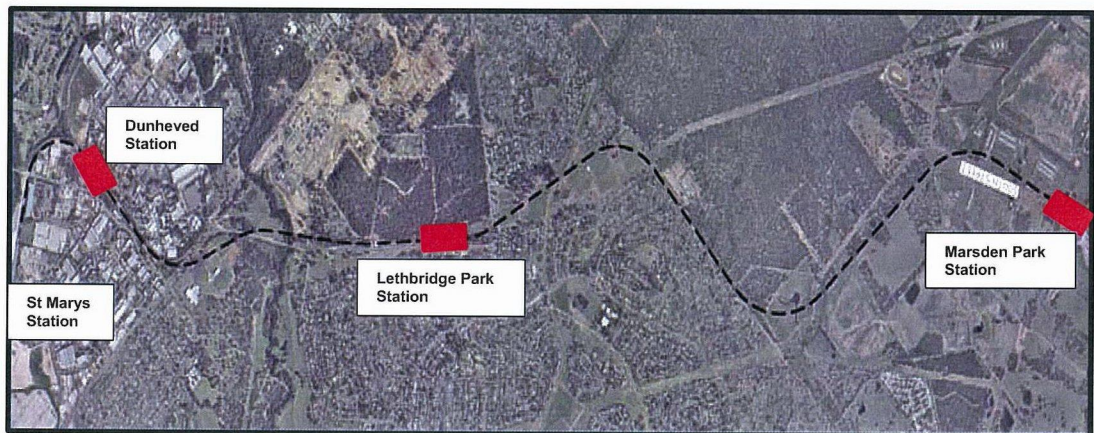 Dunheved
Station
St Marys
Station
Lethbridge Park
Station
Marsden Park
Station